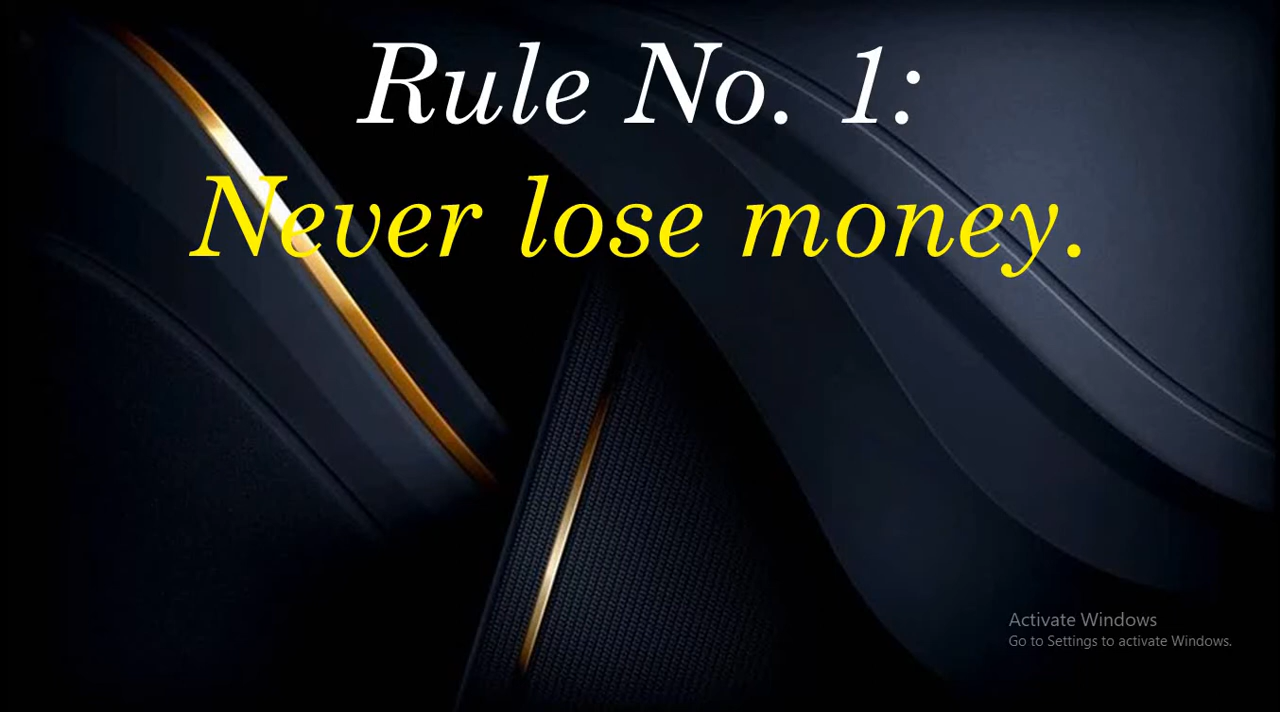 Rule No. 1:
Never lose money.
Activate Windows
Go to Settings to activate Windows.